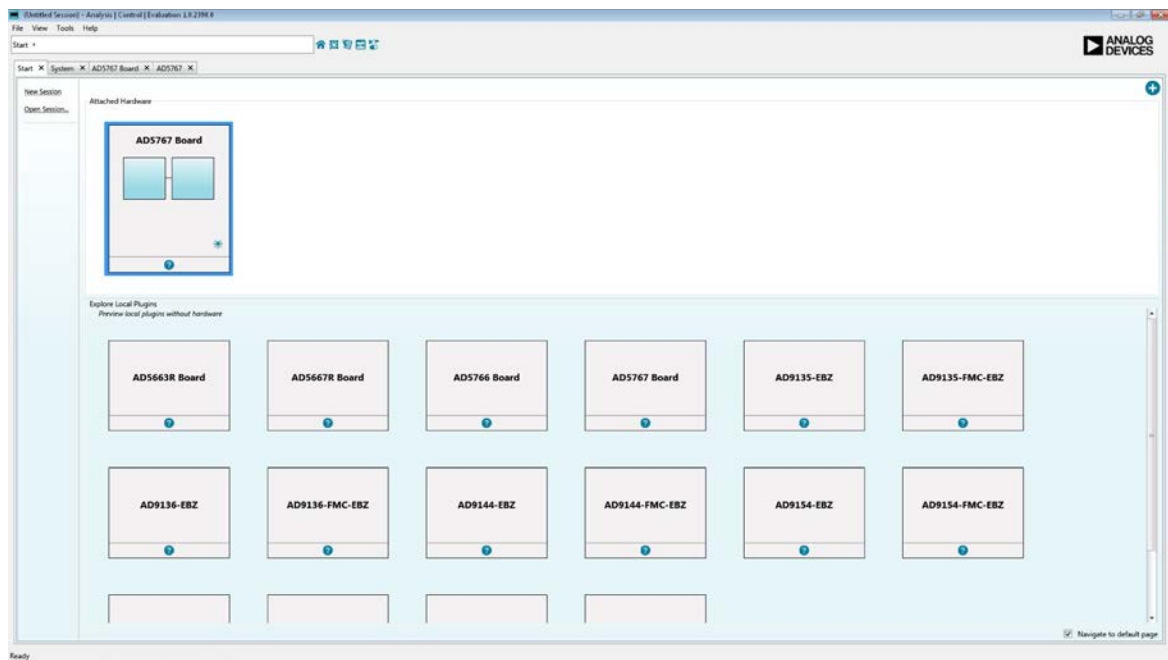 (Untitled Session) - Analysis | Control | Evaluation 1.0.2398.0
File View Tools Help
Start
ANALOG
DEVICES
Start System AD5767 Board AD5767
New Session
Open Session...
Attached Hardware
AD5767 Board
Explore Local Plugins
Preview local plugins without hardware
AD5663R Board AD5667R Board AD5766 Board AD5767 Board AD9135-EBZ AD9135-FMC-EBZ
AD9136-EBZ AD9136-FMC-EBZ AD9144-EBZ AD9144-FMC-EBZ AD9154-EBZ AD9154-FMC-EBZ
Navigate to default page
Ready